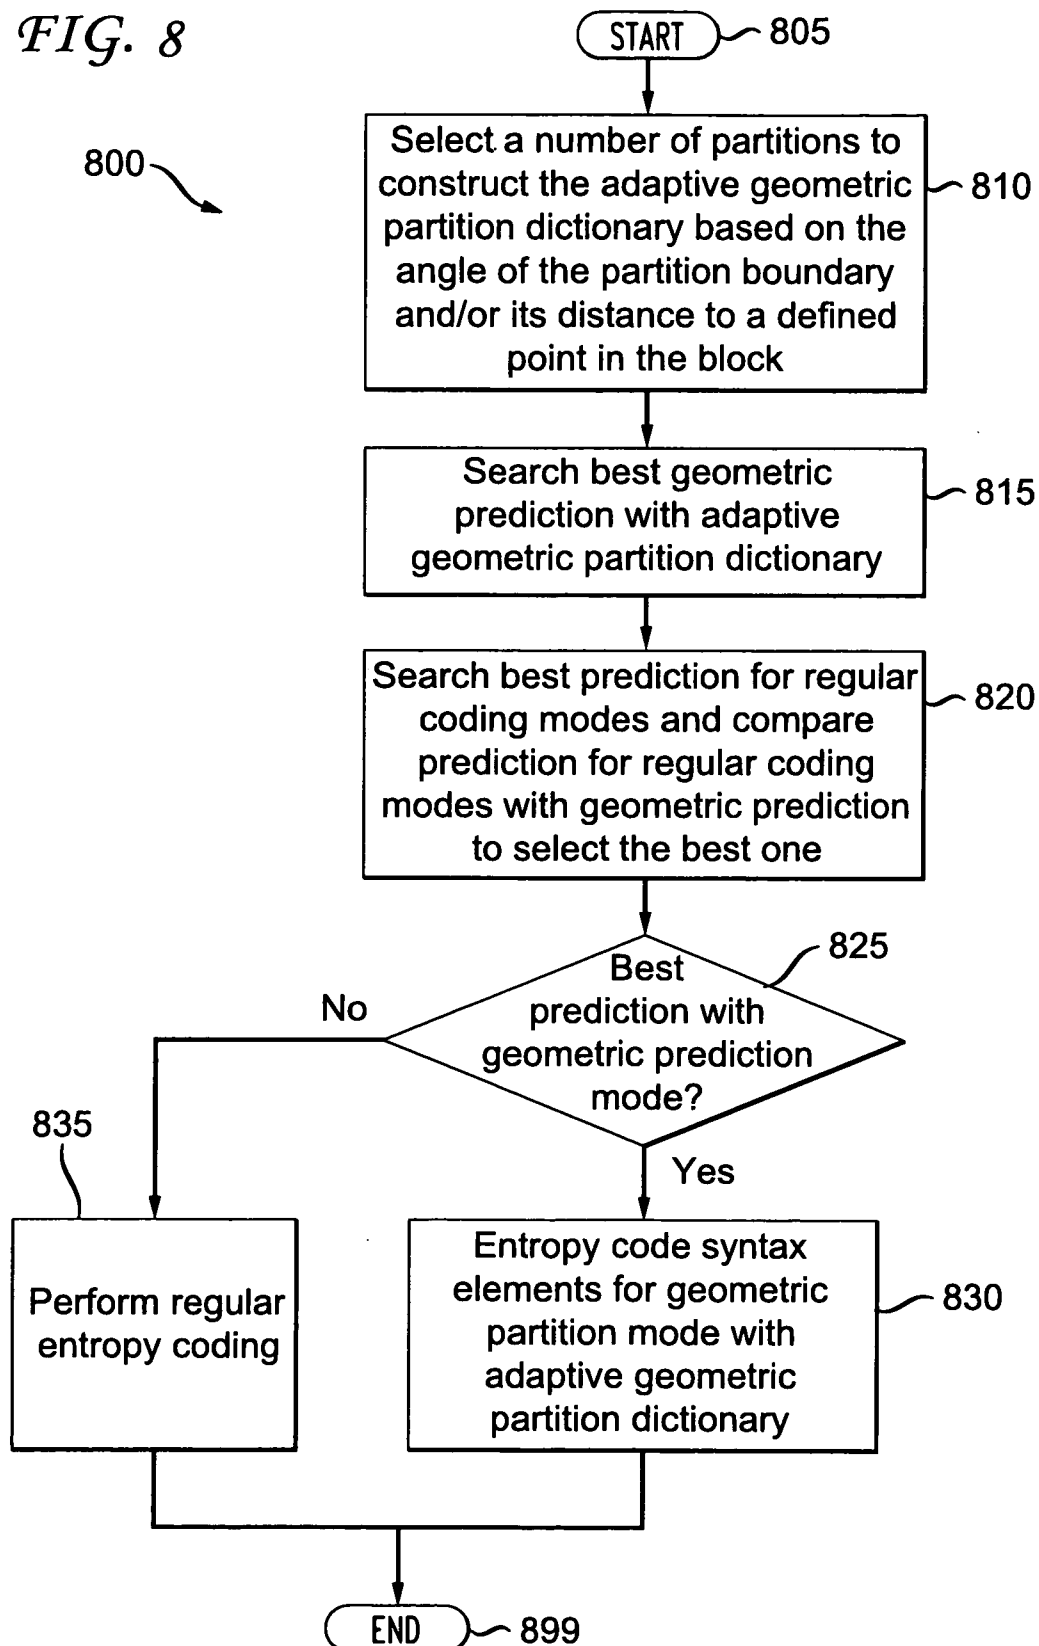 FIG. 8
START
805
800
Select a number of partitions to
construct the adaptive geometric
partition dictionary based on the
angle of the partition boundary
and/or its distance to a defined
point in the block
810
Search best geometric
prediction with adaptive
geometric partition dictionary
815
Search best prediction for regular
coding modes and compare
prediction for regular coding
modes with geometric prediction
to select the best one
820
Best
prediction with
geometric prediction
mode?
825
No
Yes
835
Perform regular
entropy coding
Entropy code syntax
elements for geometric
partition mode with
adaptive geometric
partition dictionary
830
END
899